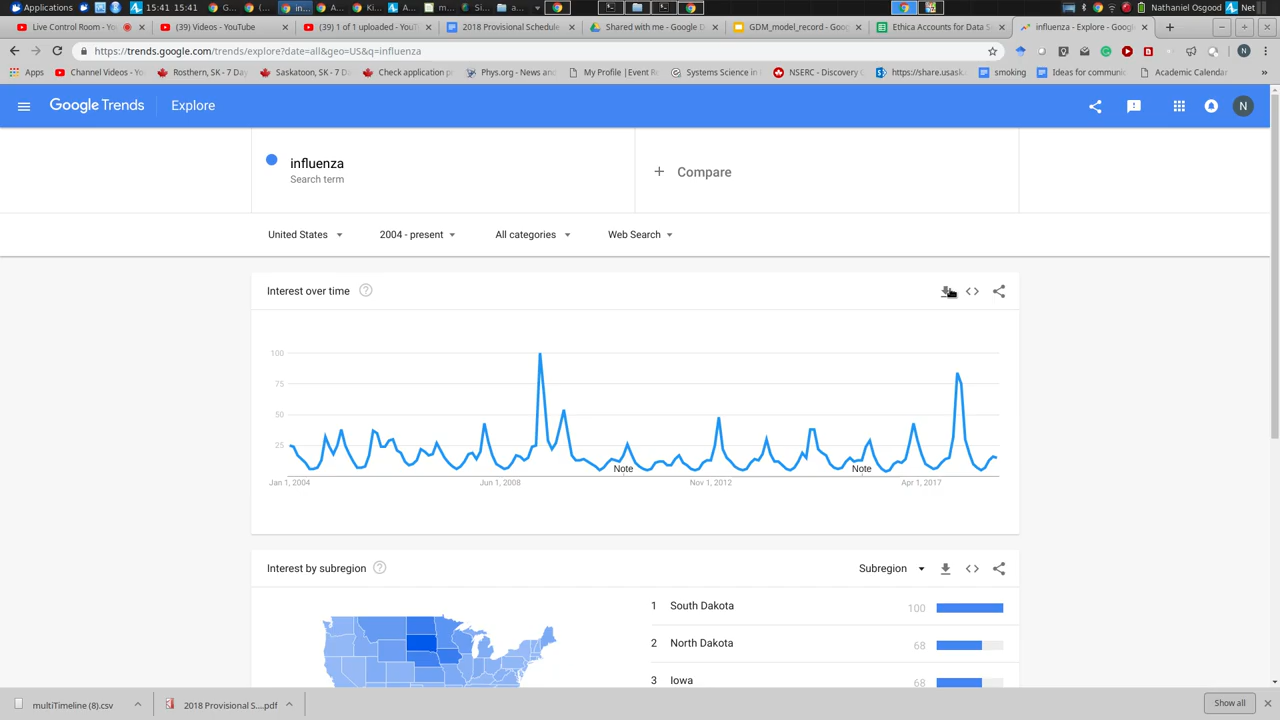 Applications
15:41 15:41
Nathaniel Osgood
Net
Live Control Room - Yo
(39) Videos - YouTube
(39) 1 of 1 uploaded - YouT
2018 Provisional Schedule
Shared with me - Google D
GDM_model_record - Goo
Ethica Accounts for Data S
influenza - Explore - Google
https://trends.google.com/trends/explore?date=all&geo=US&q=influenza
Apps
Channel Videos - Yo
Rosthern, SK - 7 Day
Saskatoon, SK - 7 D
Check application p
Phys.org - News and
My Profile | Event R
Systems Science in
NSERC - Discovery
https://share.usask.
smoking
Ideas for communic
Academic Calendar
»
Google Trends
Explore
N
influenza
Search term
+ Compare
United States
2004 - present
All categories
Web Search
Interest over time
100
75
50
25
Note
Note
Jan 1, 2004
Jun 1, 2008
Nov 1, 2012
Apr 1, 2017
Interest by subregion
Subregion
1 South Dakota 100
2 North Dakota 68
3 Iowa 68
multiTimeline (8).csv
2018 Provisional S....pdf
Show all